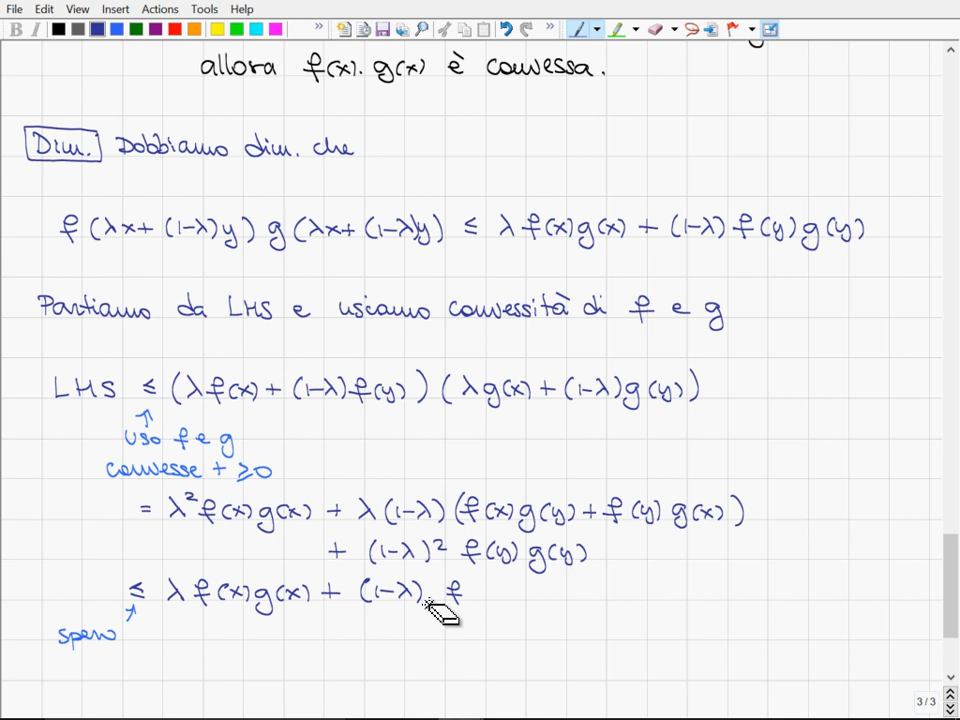 File Edit View Insert Actions Tools Help
B I
allora f(x). g(x) è convessa.
Dim. Dobbiamo dim. che
f(λx+(1-λ)y) g(λx+(1-λ)y) ≤ λf(x)g(x) + (1-λ)f(y)g(y)
Partiamo da LHS e usiamo convessità di f e g
LHS ≤ (λf(x)+(1-λ)f(y)) (λg(x)+(1-λ)g(y))
uso f e g
convesse + ≥0
= λ²f(x)g(x) + λ(1-λ)(f(x)g(y)+f(y)g(x))
+ (1-λ)² f(y)g(y)
≤ λf(x)g(x) + (1-λ) f
spero
3 / 3